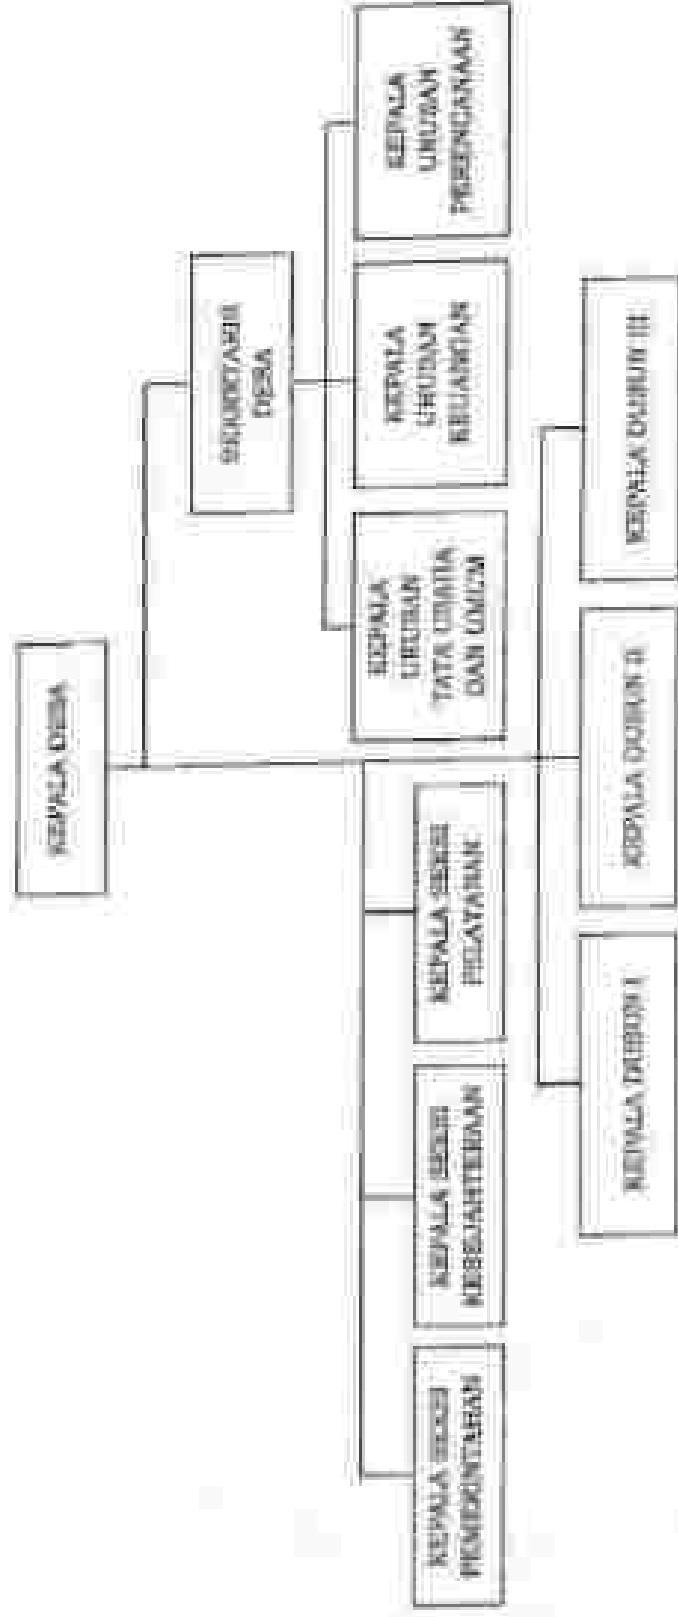 KEPALA DESA
SEKRETARIS
DESA
KEPALA
URUSAN
TATA USAHA
DAN UMUM
KEPALA
URUSAN
KEUANGAN
KEPALA
URUSAN
PERENCANAAN
KEPALA SEKSI
PEMERINTAHAN
KEPALA SEKSI
KESEJAHTERAAN
KEPALA SEKSI
PELAYANAN
KEPALA DUSUN I
KEPALA DUSUN II
KEPALA DUSUN III